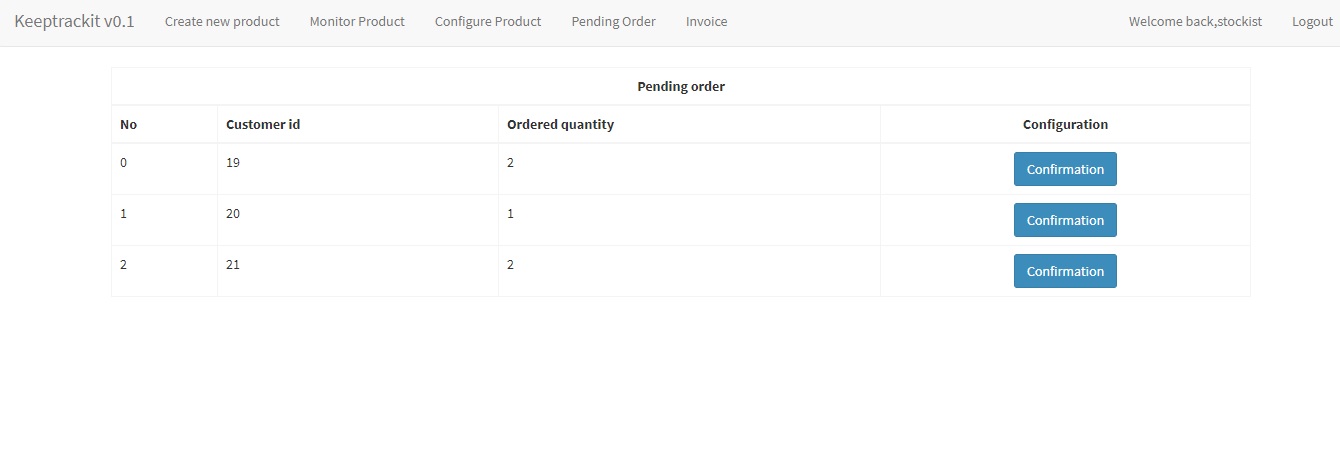 Keeptrackit v0.1 Create new product Monitor Product Configure Product Pending Order Invoice Welcome back,stockist Logout
Pending order
No Customer id Ordered quantity Configuration
0 19 2 Confirmation
1 20 1 Confirmation
2 21 2 Confirmation